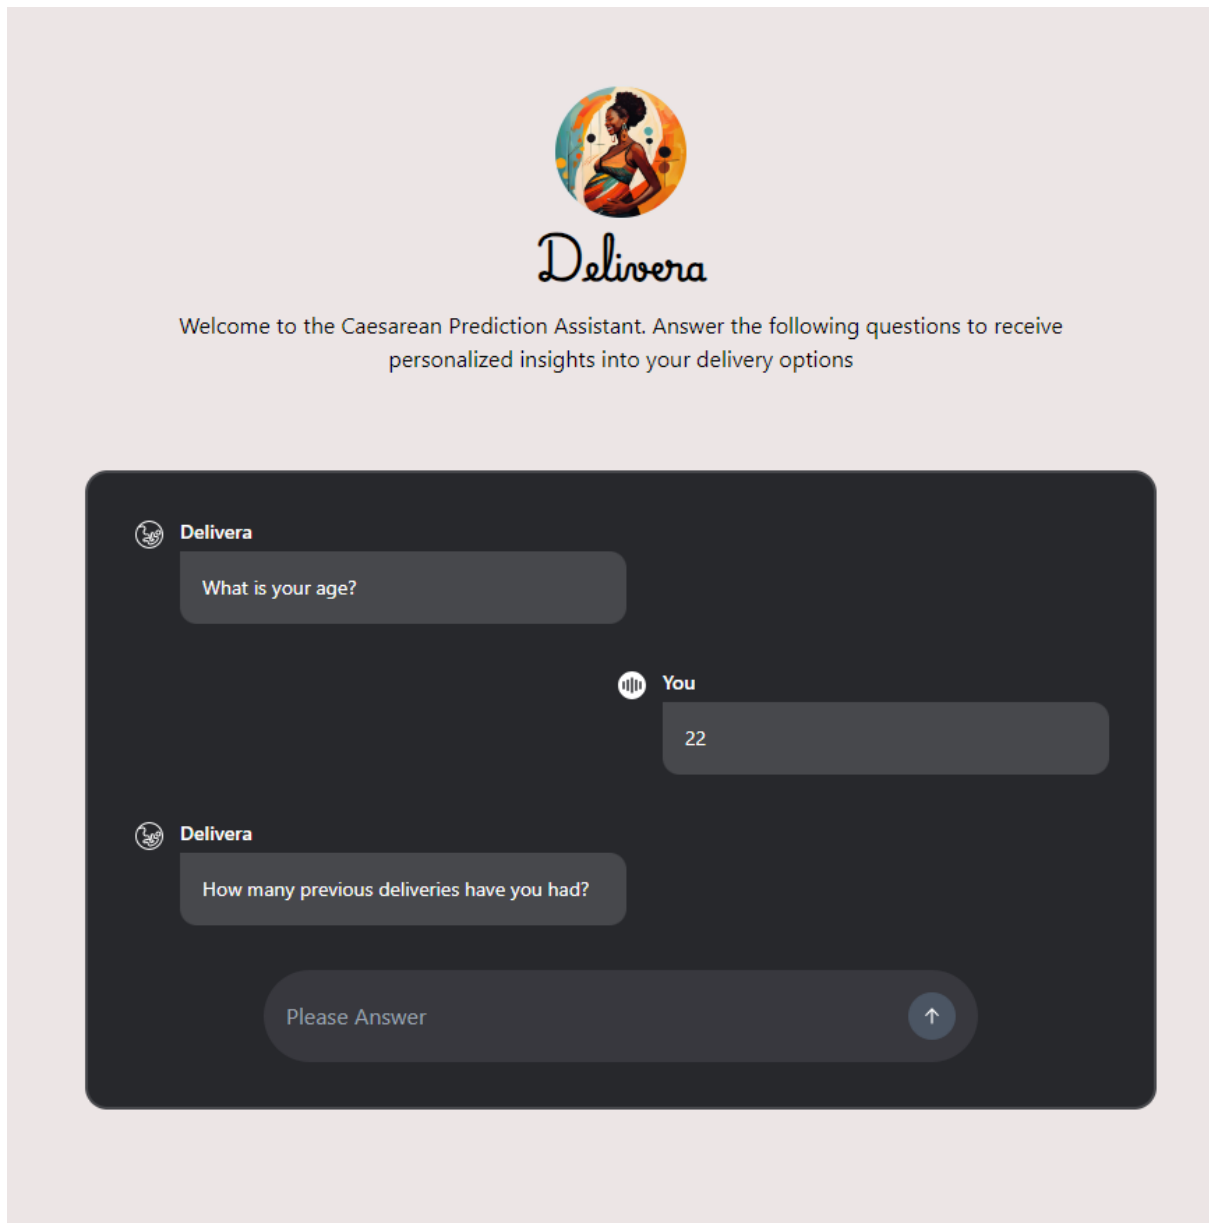 Delivera
Welcome to the Caesarean Prediction Assistant. Answer the following questions to receive
personalized insights into your delivery options
Delivera
What is your age?
You
22
Delivera
How many previous deliveries have you had?
Please Answer